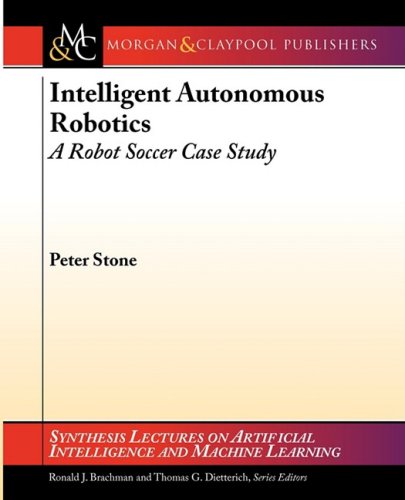 M
&C
MORGAN&CLAYPOOL PUBLISHERS
Intelligent Autonomous
Robotics
A Robot Soccer Case Study
Peter Stone
SYNTHESIS LECTURES ON ARTIFICIAL
INTELLIGENCE AND MACHINE LEARNING
Ronald J. Brachman and Thomas G. Dietterich, Series Editors